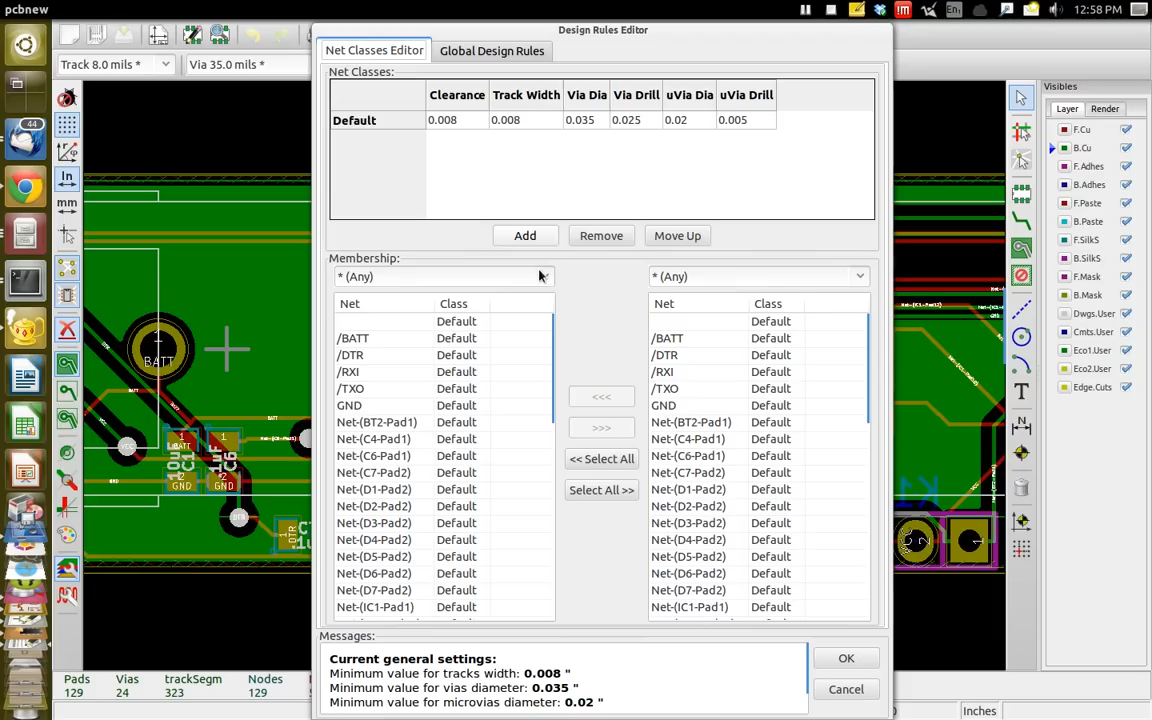 pcbnew
En1
12:58 PM
44
Track 8.0 mils *
Via 35.0 mils *
Design Rules Editor
Net Classes Editor
Global Design Rules
Net Classes:
Clearance Track Width Via Dia Via Drill uVia Dia uVia Drill
Default 0.008 0.008 0.035 0.025 0.02 0.005
Add
Remove
Move Up
Membership:
* (Any)
* (Any)
Net Class Net Class
Default Default
/BATT Default /BATT Default
/DTR Default /DTR Default
/RXI Default /RXI Default
/TXO Default /TXO Default
GND Default GND Default
Net-(BT2-Pad1) Default Net-(BT2-Pad1) Default
Net-(C4-Pad1) Default Net-(C4-Pad1) Default
Net-(C6-Pad1) Default Net-(C6-Pad1) Default
Net-(C7-Pad2) Default Net-(C7-Pad2) Default
Net-(D1-Pad2) Default Net-(D1-Pad2) Default
Net-(D2-Pad2) Default Net-(D2-Pad2) Default
Net-(D3-Pad2) Default Net-(D3-Pad2) Default
Net-(D4-Pad2) Default Net-(D4-Pad2) Default
Net-(D5-Pad2) Default Net-(D5-Pad2) Default
Net-(D6-Pad2) Default Net-(D6-Pad2) Default
Net-(D7-Pad2) Default Net-(D7-Pad2) Default
Net-(IC1-Pad1) Default Net-(IC1-Pad1) Default
<<<
>>>
<< Select All
Select All >>
Messages:
Current general settings:
Minimum value for tracks width: 0.008 "
Minimum value for vias diameter: 0.035 "
Minimum value for microvias diameter: 0.02 "
OK
Cancel
Visibles
Layer Render
F.Cu
B.Cu
F.Adhes
B.Adhes
F.Paste
B.Paste
F.SilkS
B.SilkS
F.Mask
B.Mask
Dwgs.User
Cmts.User
Eco1.User
Eco2.User
Edge.Cuts
In
mm
BATT
10uF
C1
1uF
C6
GND
GND
DTR
K1
2
1
Pads Vias trackSegm Nodes
129 24 323 129
Inches